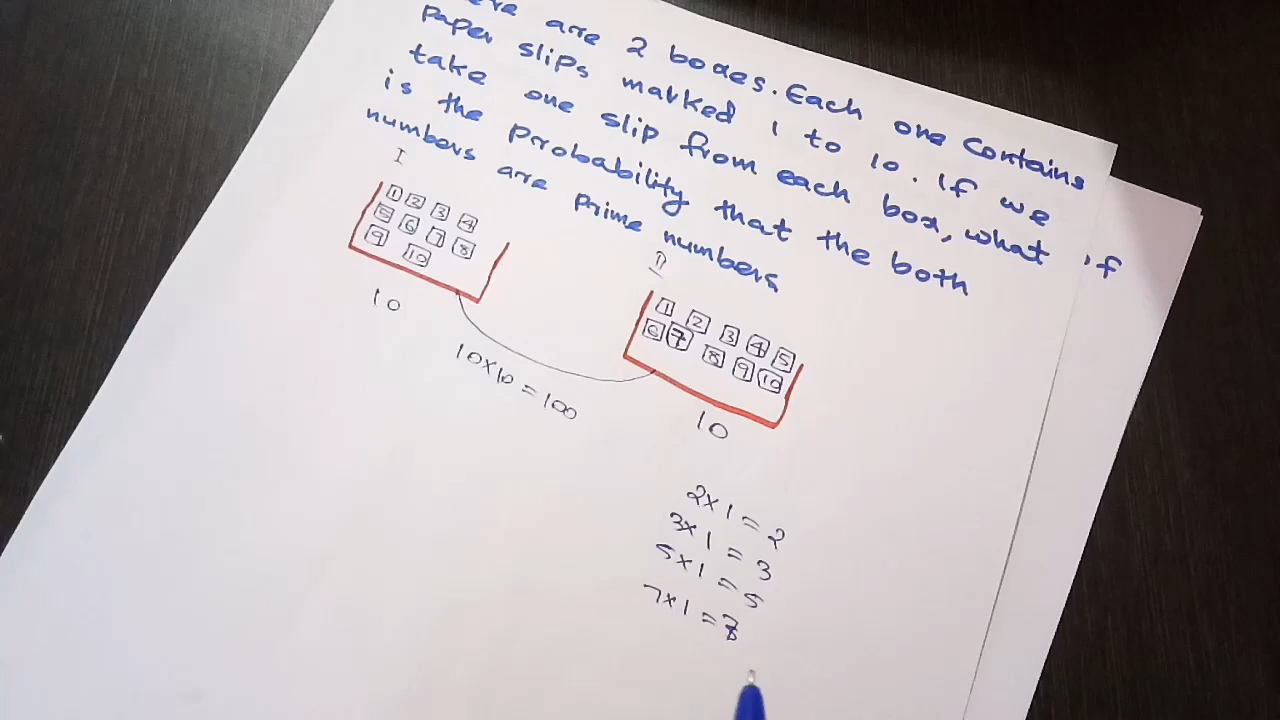 are 2 boxes. Each one contains
Paper slips marked 1 to 10. If we
take one slip from each box, what if
is the probability that the both
numbers are prime numbers
I
1 2 3 4
5 6 7 8
9 10
10
II
1 2 3 4 5
6 7 8 9 10
10
10×10=100
2×1=2
3×1=3
5×1=5
7×1=7